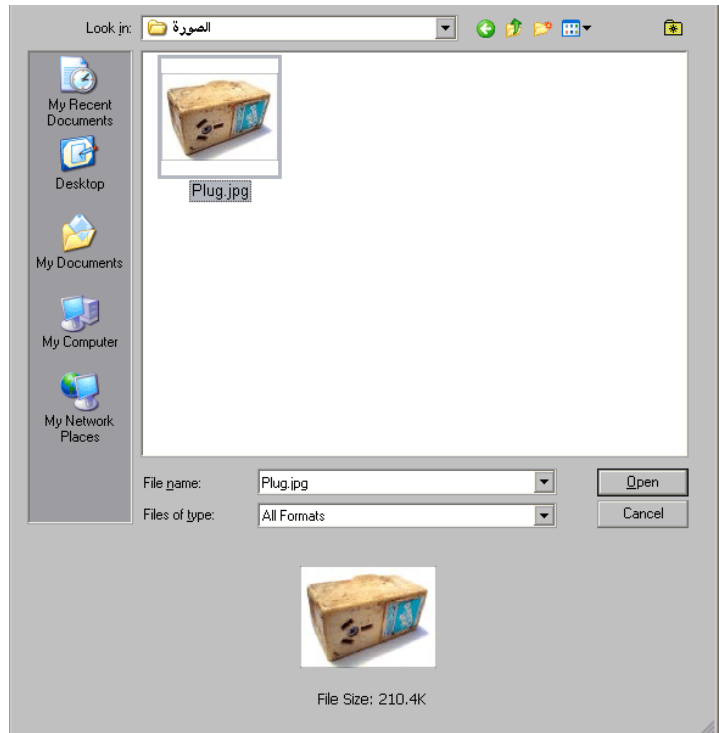 Look in: الصورة
My Recent
Documents
Desktop
My Documents
My Computer
My Network
Places
Plug.jpg
File name: Plug.jpg Open
Files of type: All Formats Cancel
File Size: 210.4K